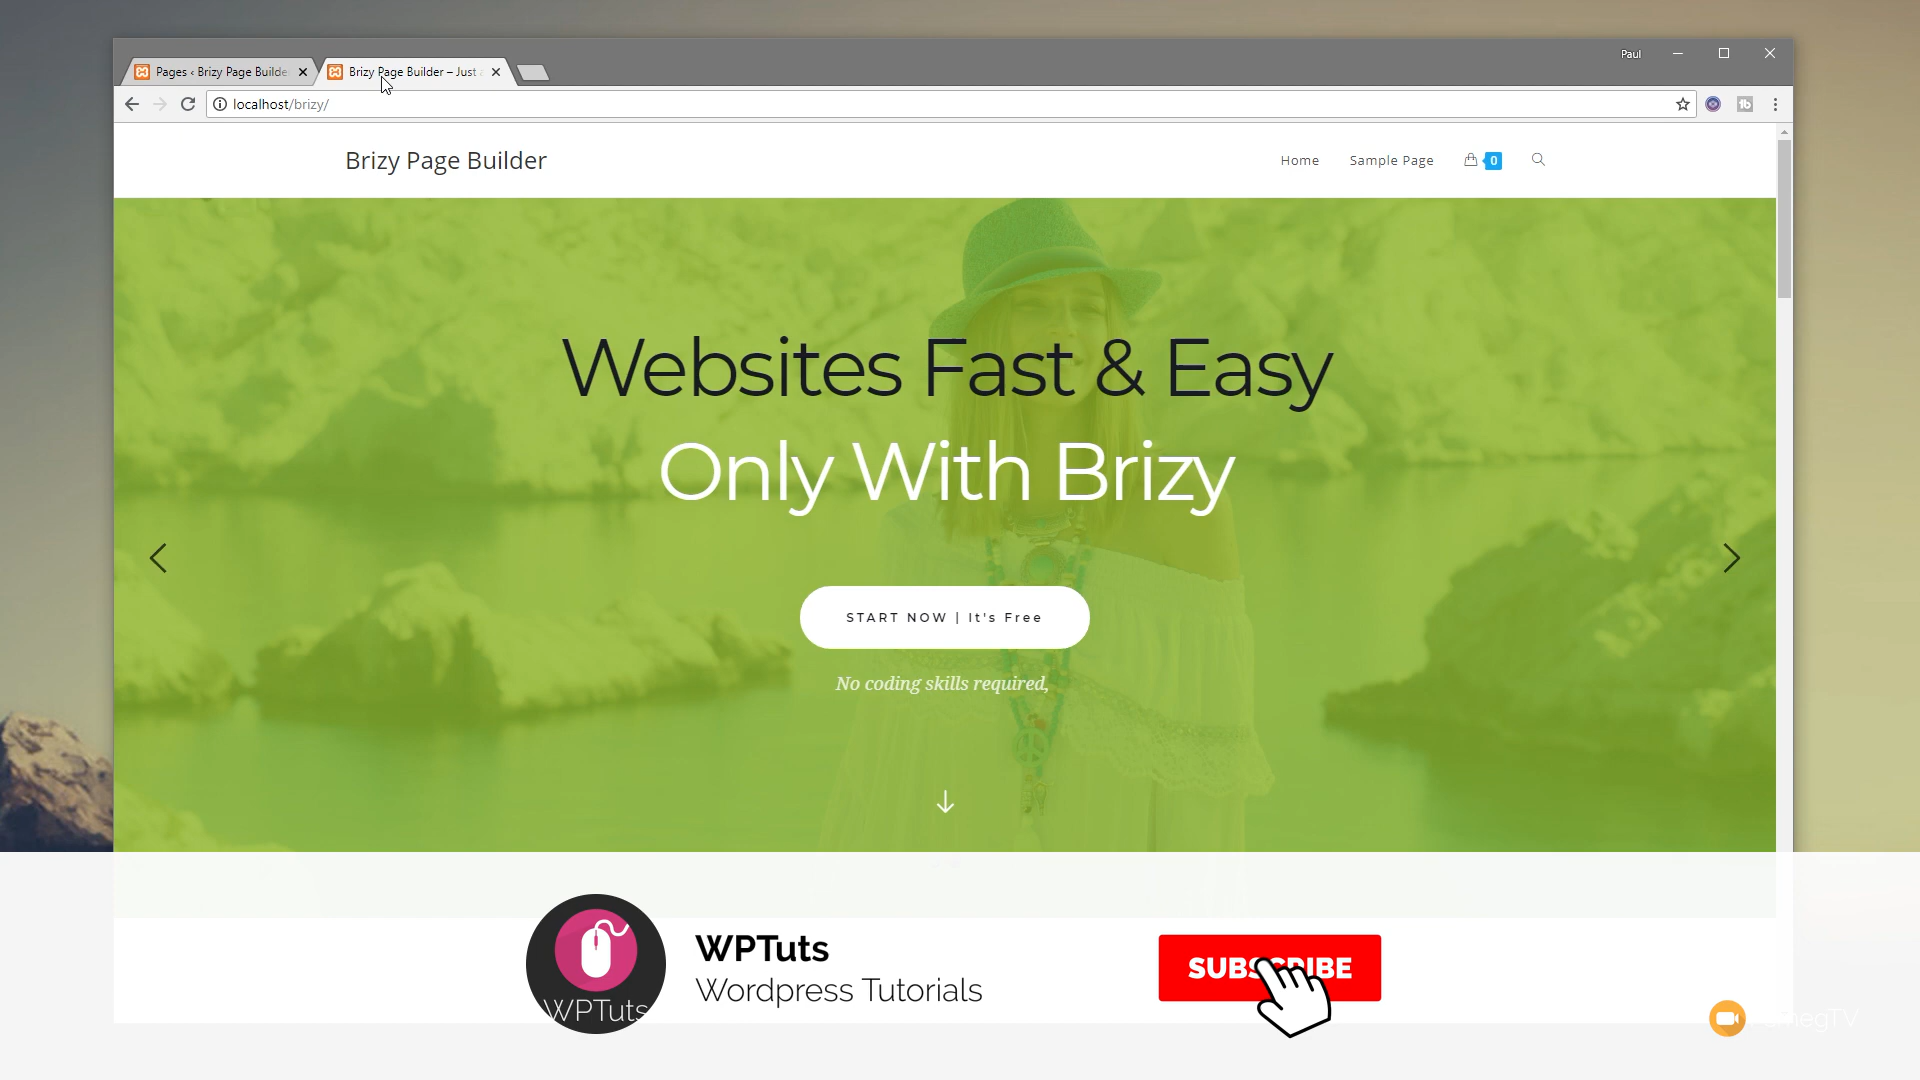 Paul
Pages ‹ Brizy Page Builde
Brizy Page Builder – Just
localhost/brizy/
Brizy Page Builder
Home
Sample Page
0
Websites Fast & Easy
Only With Brizy
START NOW | It's Free
No coding skills required,
WPTuts
WPTuts
Wordpress Tutorials
SUBSCRIBE